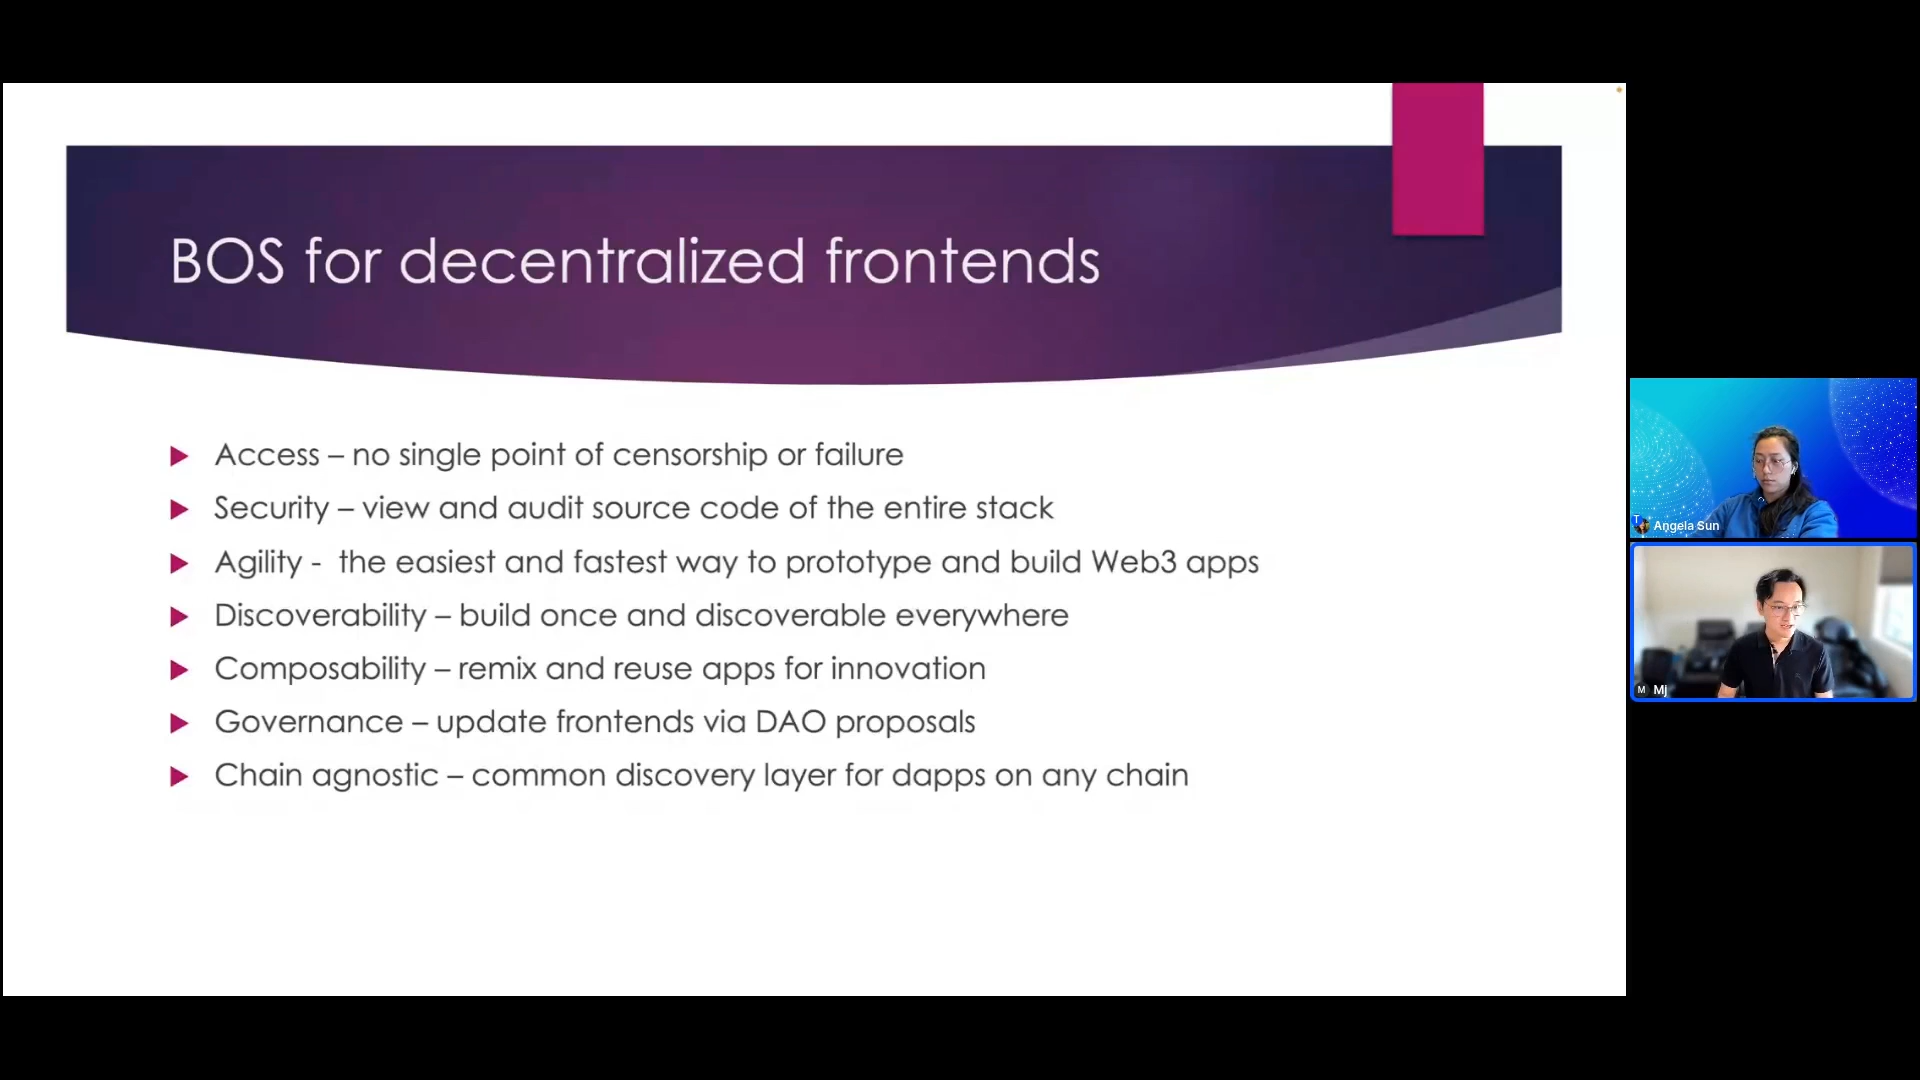 BOS for decentralized frontends
Access – no single point of censorship or failure
Security – view and audit source code of the entire stack
Agility -  the easiest and fastest way to prototype and build Web3 apps
Discoverability – build once and discoverable everywhere
Composability – remix and reuse apps for innovation
Governance – update frontends via DAO proposals
Chain agnostic – common discovery layer for dapps on any chain
Angela Sun
M Mj